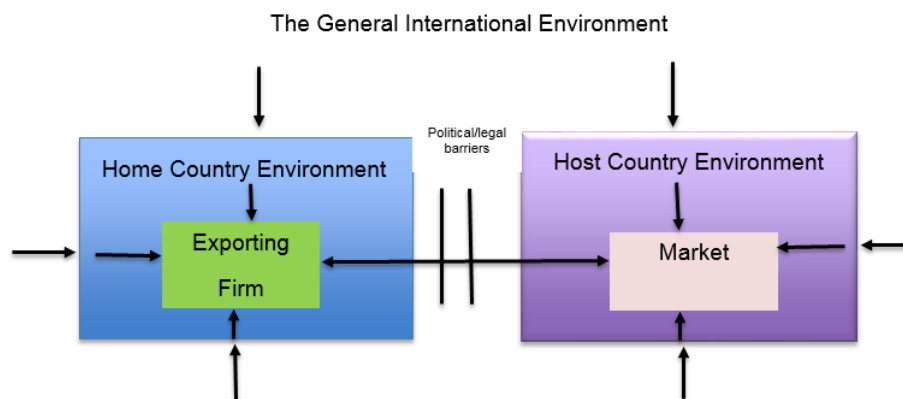 The General International Environment
Political/legal
barriers
Home Country Environment
Host Country Environment
Exporting
Firm
Market